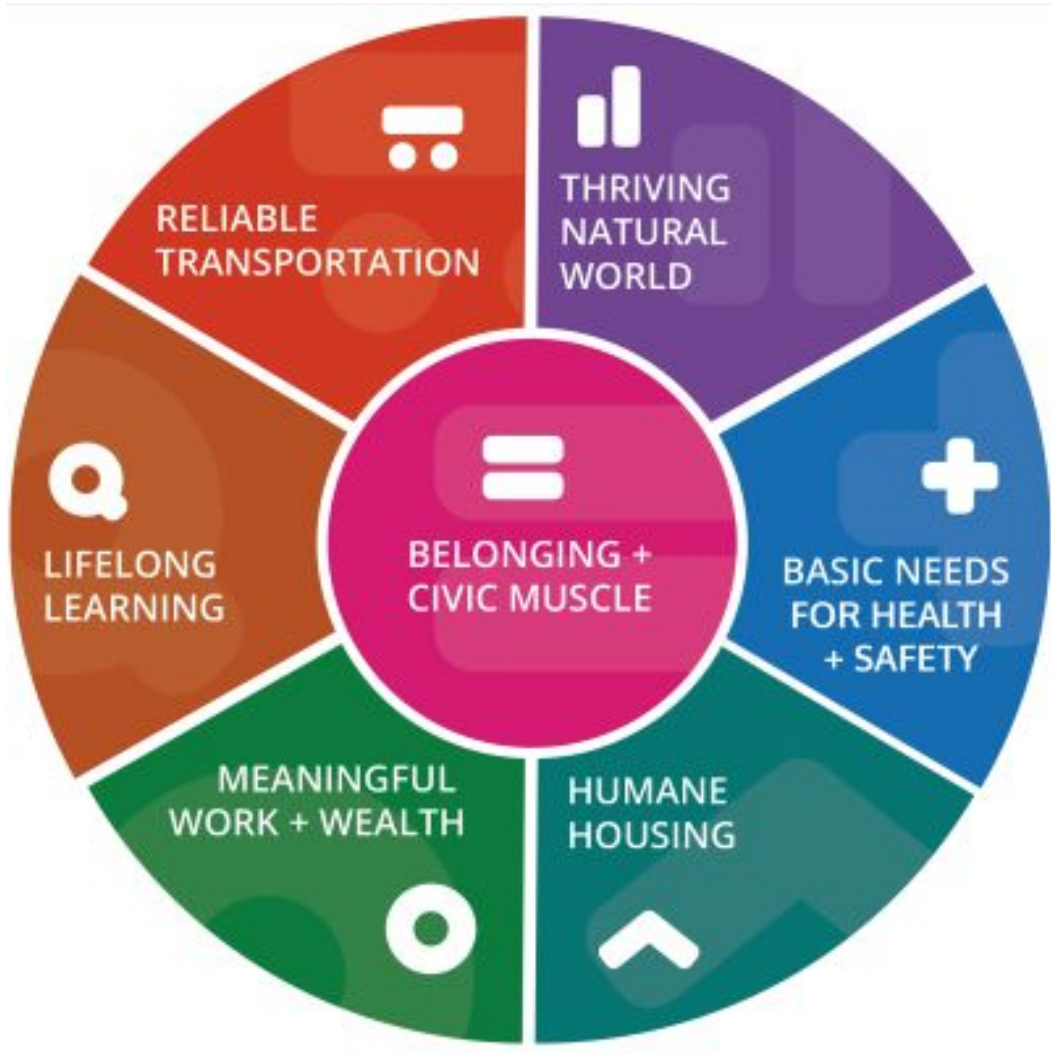 RELIABLE
TRANSPORTATION
THRIVING
NATURAL
WORLD
LIFELONG
LEARNING
BELONGING +
CIVIC MUSCLE
BASIC NEEDS
FOR HEALTH
+ SAFETY
MEANINGFUL
WORK + WEALTH
HUMANE
HOUSING